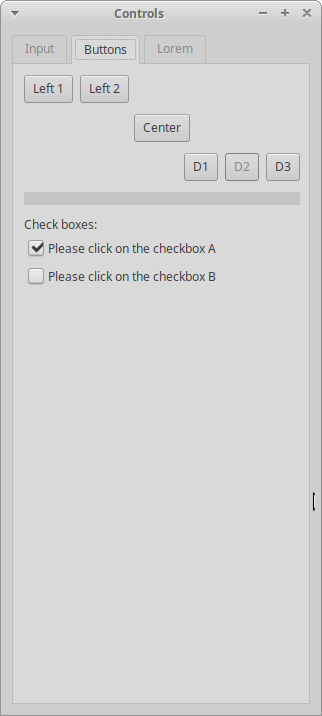 Controls
Input Buttons Lorem
Left 1 Left 2
Center
D1 D2 D3
Check boxes:
Please click on the checkbox A
Please click on the checkbox B